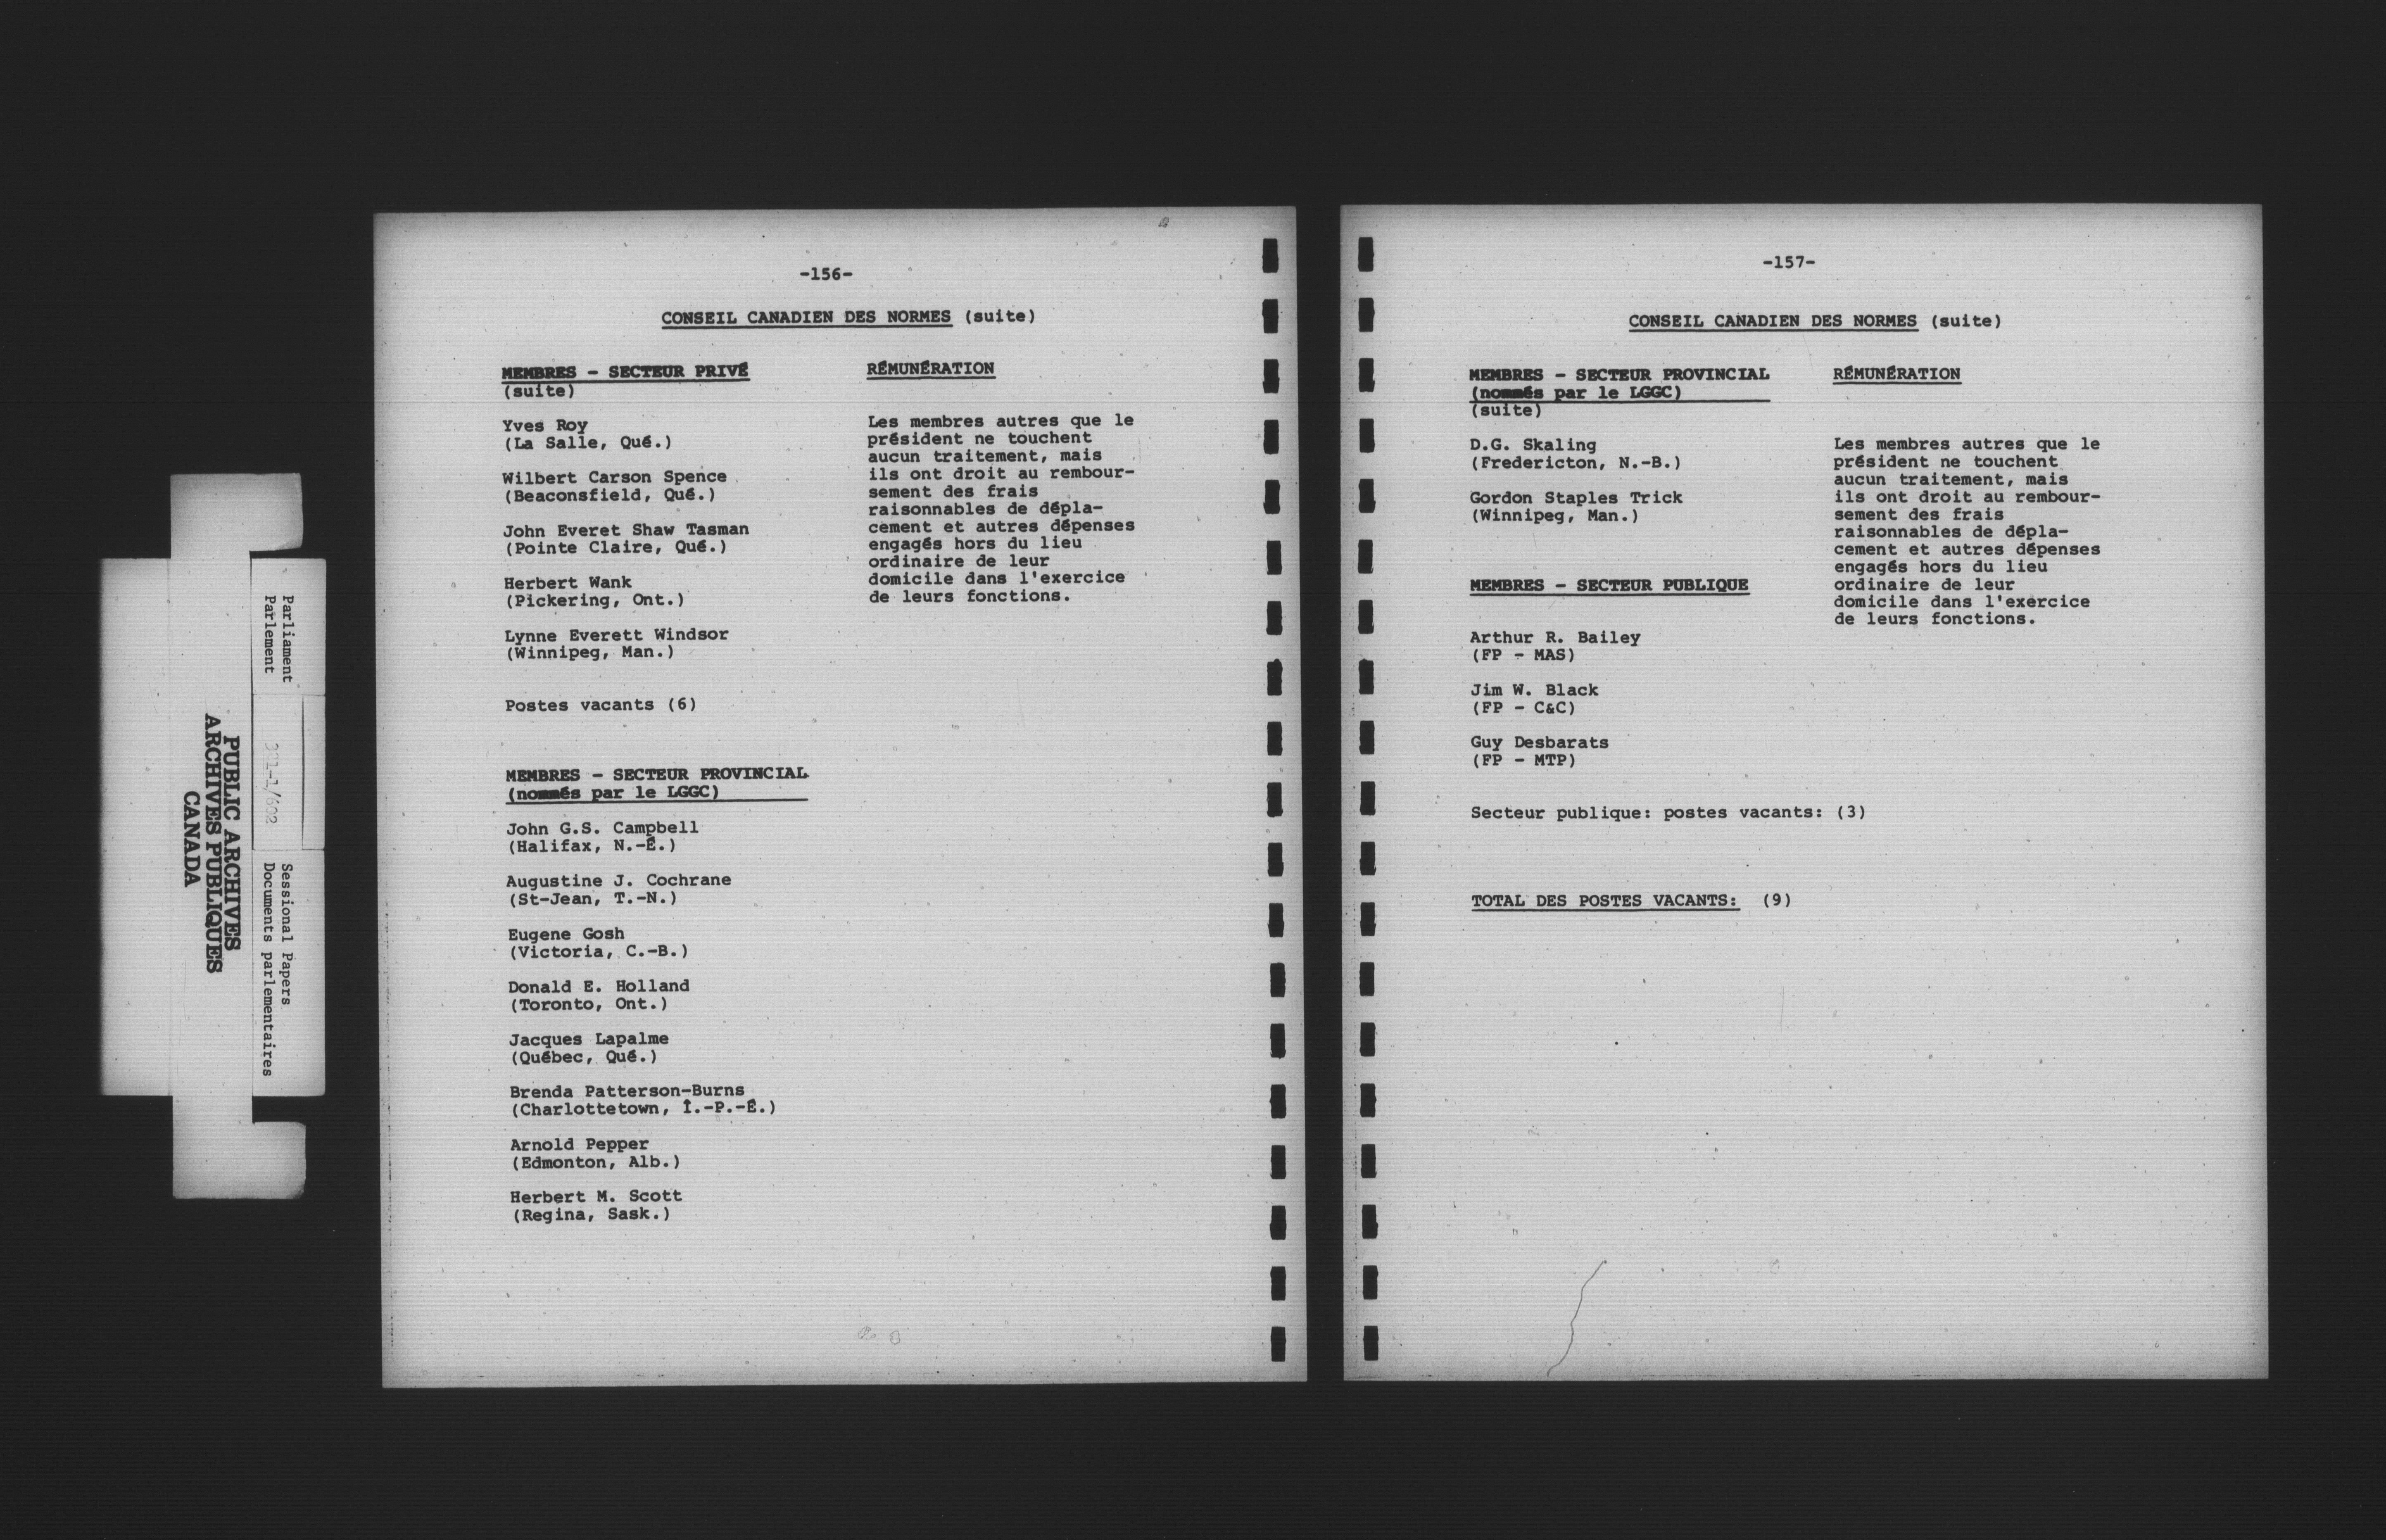 Parliament
Parlement
321-1/602
Sessional Papers
Documents parlementaires
PUBLIC ARCHIVES
ARCHIVES PUBLIQUES
CANADA
-156-
CONSEIL CANADIEN DES NORMES (suite)
MEMBRES - SECTEUR PRIVÉ
(suite)
Yves Roy
(La Salle, Qué.)
Wilbert Carson Spence
(Beaconsfield, Qué.)
John Everet Shaw Tasman
(Pointe Claire, Qué.)
Herbert Wank
(Pickering, Ont.)
Lynne Everett Windsor
(Winnipeg, Man.)
Postes vacants (6)
RÉMUNÉRATION
Les membres autres que le
président ne touchent
aucun traitement, mais
ils ont droit au rembour-
sement des frais
raisonnables de dépla-
cement et autres dépenses
engagés hors du lieu
ordinaire de leur
domicile dans l'exercice
de leurs fonctions.
MEMBRES - SECTEUR PROVINCIAL
(nommés par le LGGC)
John G.S. Campbell
(Halifax, N.-É.)
Augustine J. Cochrane
(St-Jean, T.-N.)
Eugene Gosh
(Victoria, C.-B.)
Donald E. Holland
(Toronto, Ont.)
Jacques Lapalme
(Québec, Qué.)
Brenda Patterson-Burns
(Charlottetown, Î.-P.-É.)
Arnold Pepper
(Edmonton, Alb.)
Herbert M. Scott
(Regina, Sask.)
-157-
CONSEIL CANADIEN DES NORMES (suite)
MEMBRES - SECTEUR PROVINCIAL
(nommés par le LGGC)
(suite)
D.G. Skaling
(Fredericton, N.-B.)
Gordon Staples Trick
(Winnipeg, Man.)
RÉMUNÉRATION
Les membres autres que le
président ne touchent
aucun traitement, mais
ils ont droit au rembour-
sement des frais
raisonnables de dépla-
cement et autres dépenses
engagés hors du lieu
ordinaire de leur
domicile dans l'exercice
de leurs fonctions.
MEMBRES - SECTEUR PUBLIQUE
Arthur R. Bailey
(FP - MAS)
Jim W. Black
(FP - C&C)
Guy Desbarats
(FP - MTP)
Secteur publique: postes vacants: (3)
TOTAL DES POSTES VACANTS: (9)